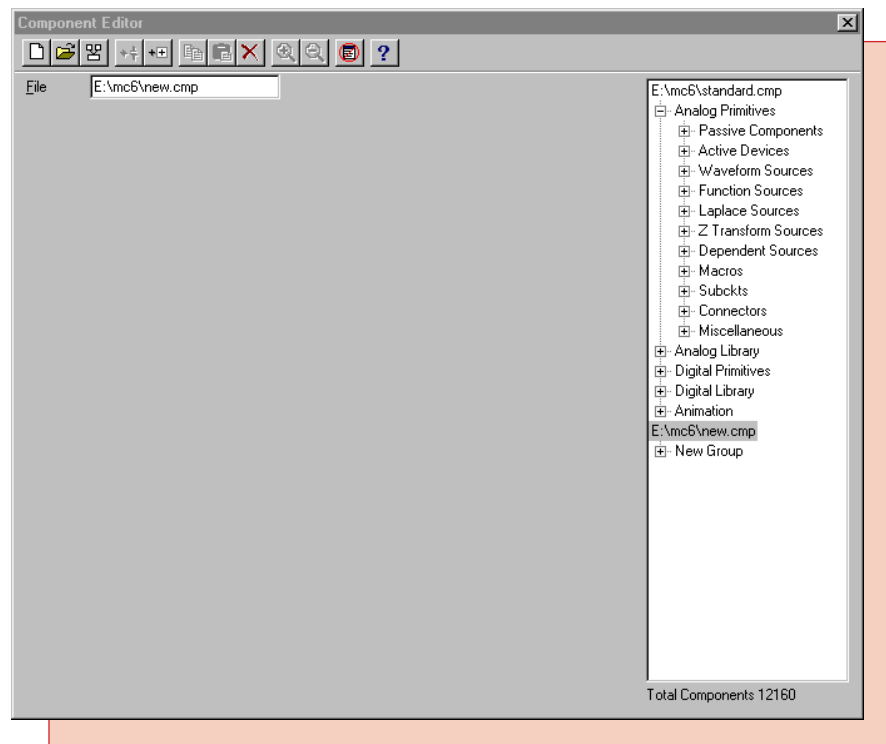 Component Editor
?
File E:\mc6\new.cmp
E:\mc6\standard.cmp
Analog Primitives
Passive Components
Active Devices
Waveform Sources
Function Sources
Laplace Sources
Z Transform Sources
Dependent Sources
Macros
Subckts
Connectors
Miscellaneous
Analog Library
Digital Primitives
Digital Library
Animation
E:\mc6\new.cmp
New Group
Total Components 12160